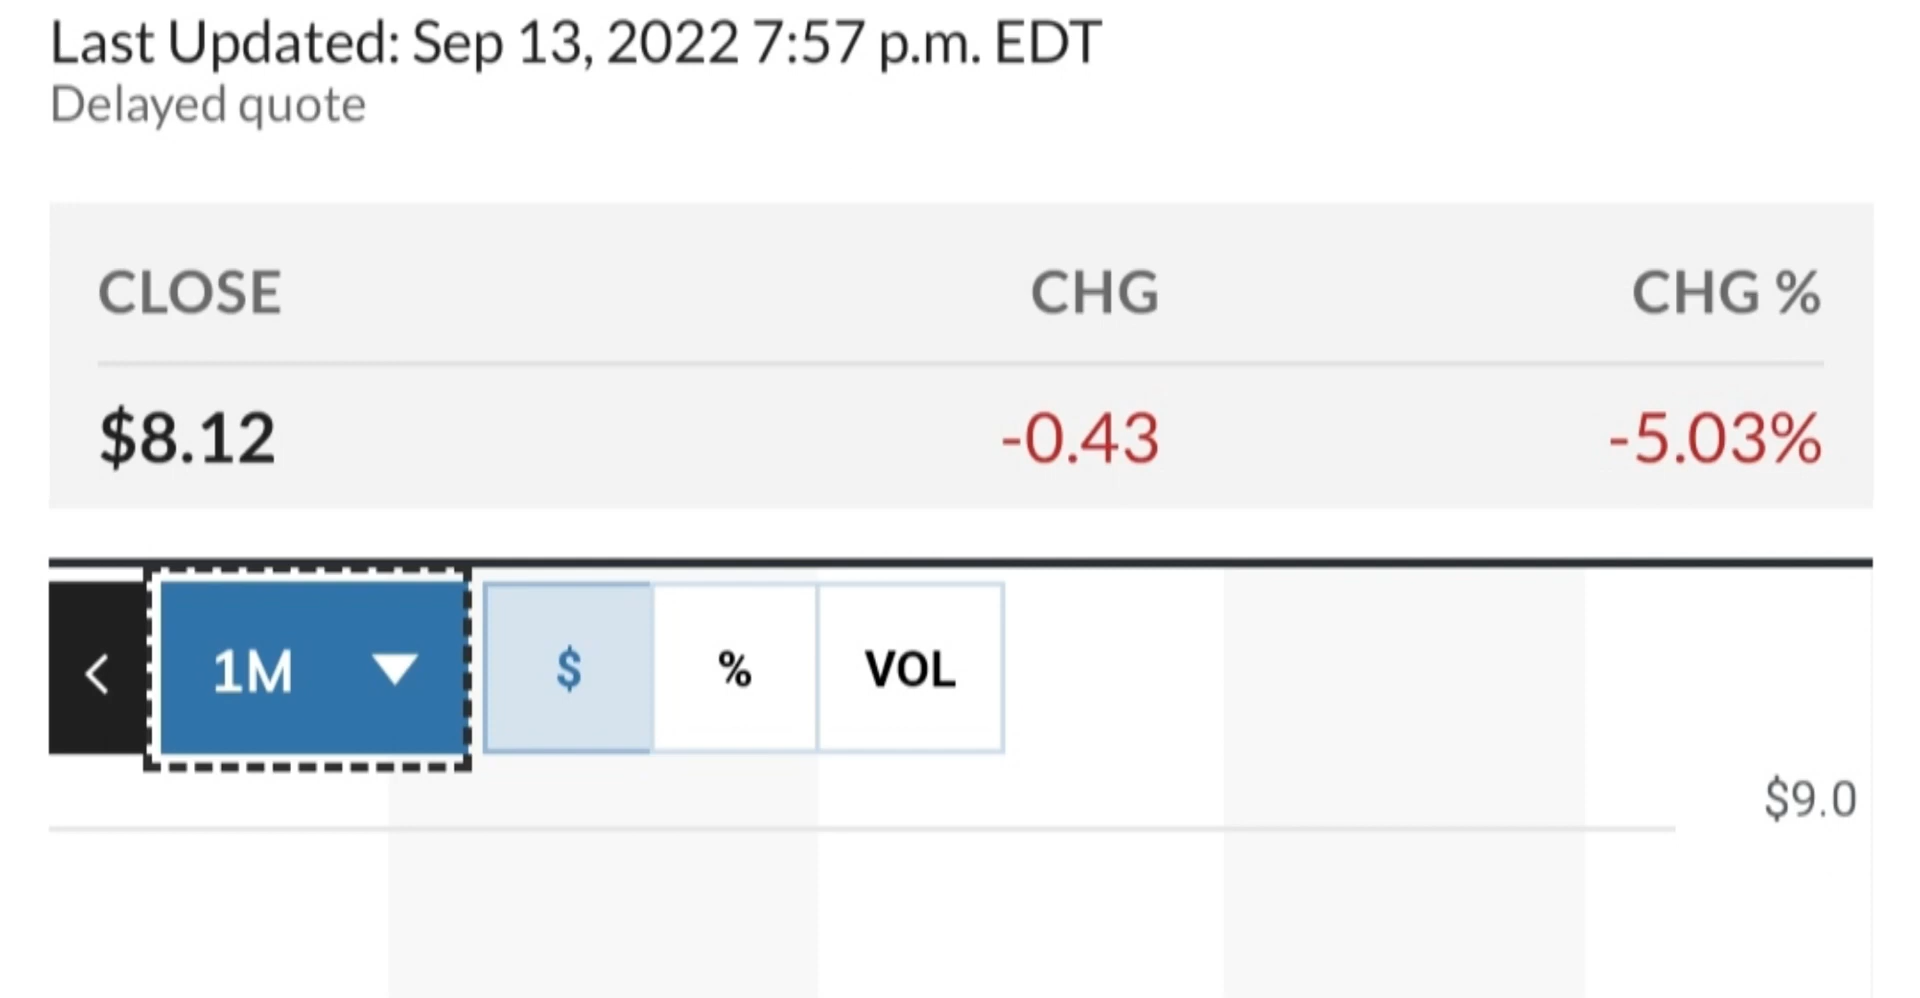 Last Updated: Sep 13, 2022 7:57 p.m. EDT
Delayed quote
CLOSE CHG CHG %
$8.12 -0.43 -5.03%
1M $ % VOL
$9.0